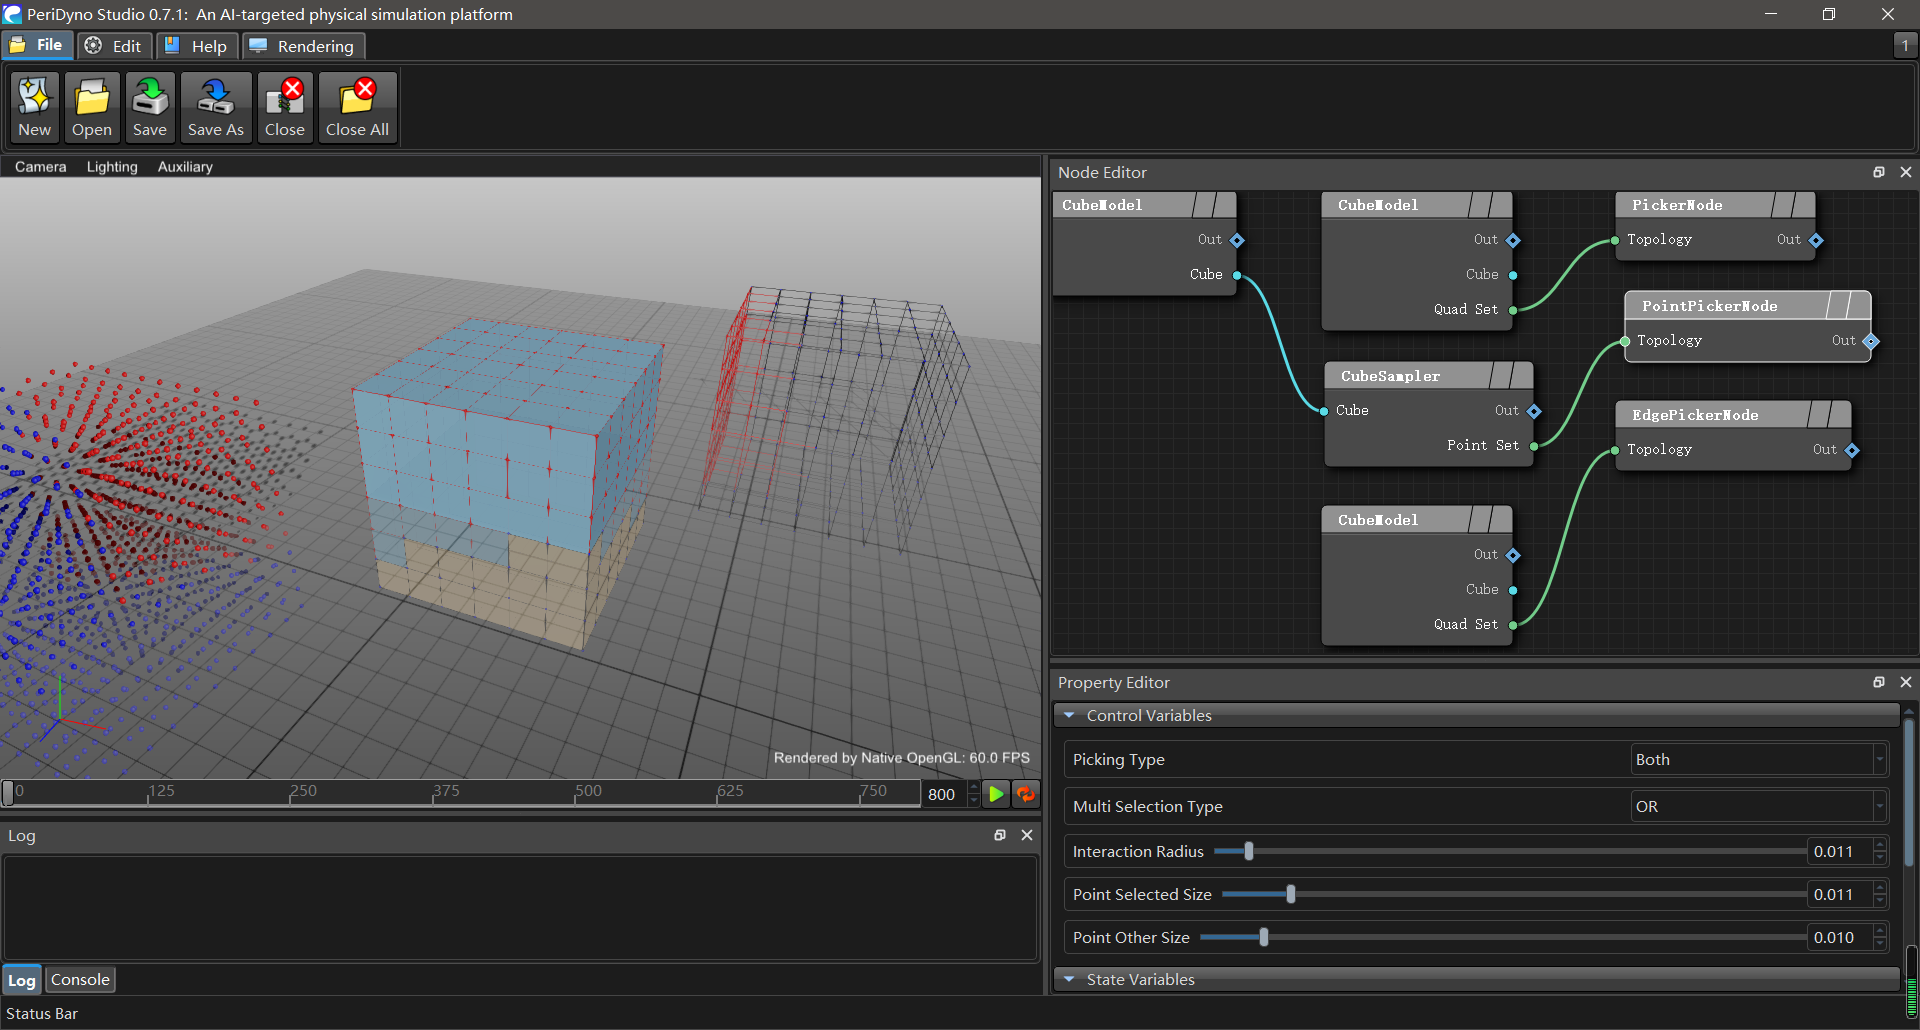 PeriDyno Studio 0.7.1: An AI-targeted physical simulation platform
File Edit Help Rendering 1
New Open Save Save As Close Close All
Camera Lighting Auxiliary
Rendered by Native OpenGL: 60.0 FPS
0 125 250 375 500 625 750 800
Log
Log Console
Status Bar
Node Editor
CubeModel
Out
Cube
CubeModel
Out
Cube
Quad Set
PickerNode
Topology Out
PointPickerNode
Topology Out
CubeSampler
Cube Out
Point Set
EdgePickerNode
Topology Out
CubeModel
Out
Cube
Quad Set
Property Editor
Control Variables
Picking Type Both
Multi Selection Type OR
Interaction Radius 0.011
Point Selected Size 0.011
Point Other Size 0.010
State Variables